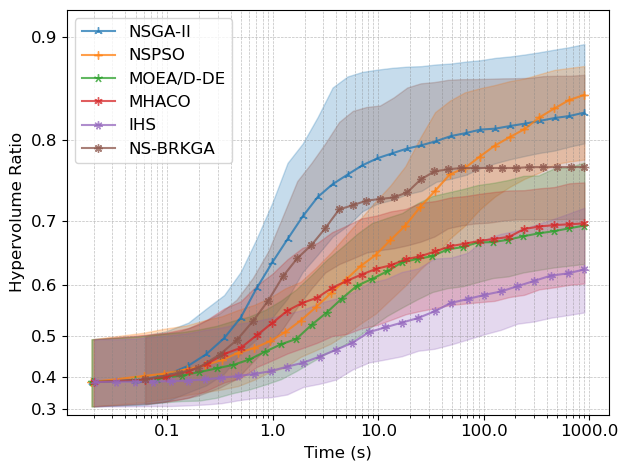 NSGA-II
NSPSO
MOEA/D-DE
MHACO
IHS
NS-BRKGA
Hypervolume Ratio
0.9
0.8
0.7
0.6
0.5
0.4
0.3
0.1 1.0 10.0 100.0 1000.0
Time (s)